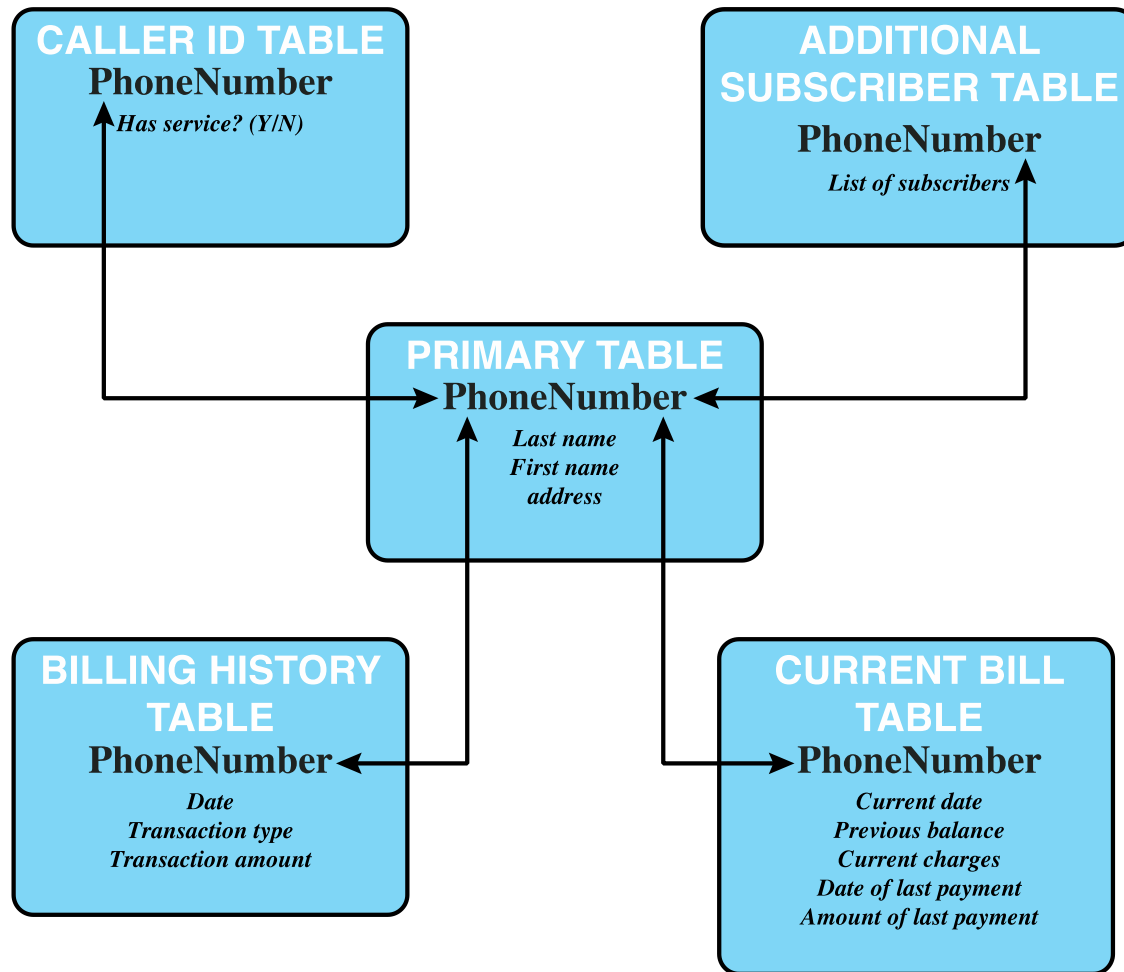 CALLER ID TABLE
PhoneNumber
Has service? (Y/N)
ADDITIONAL
SUBSCRIBER TABLE
PhoneNumber
List of subscribers
PRIMARY TABLE
PhoneNumber
Last name
First name
address
BILLING HISTORY
TABLE
PhoneNumber
Date
Transaction type
Transaction amount
CURRENT BILL
TABLE
PhoneNumber
Current date
Previous balance
Current charges
Date of last payment
Amount of last payment